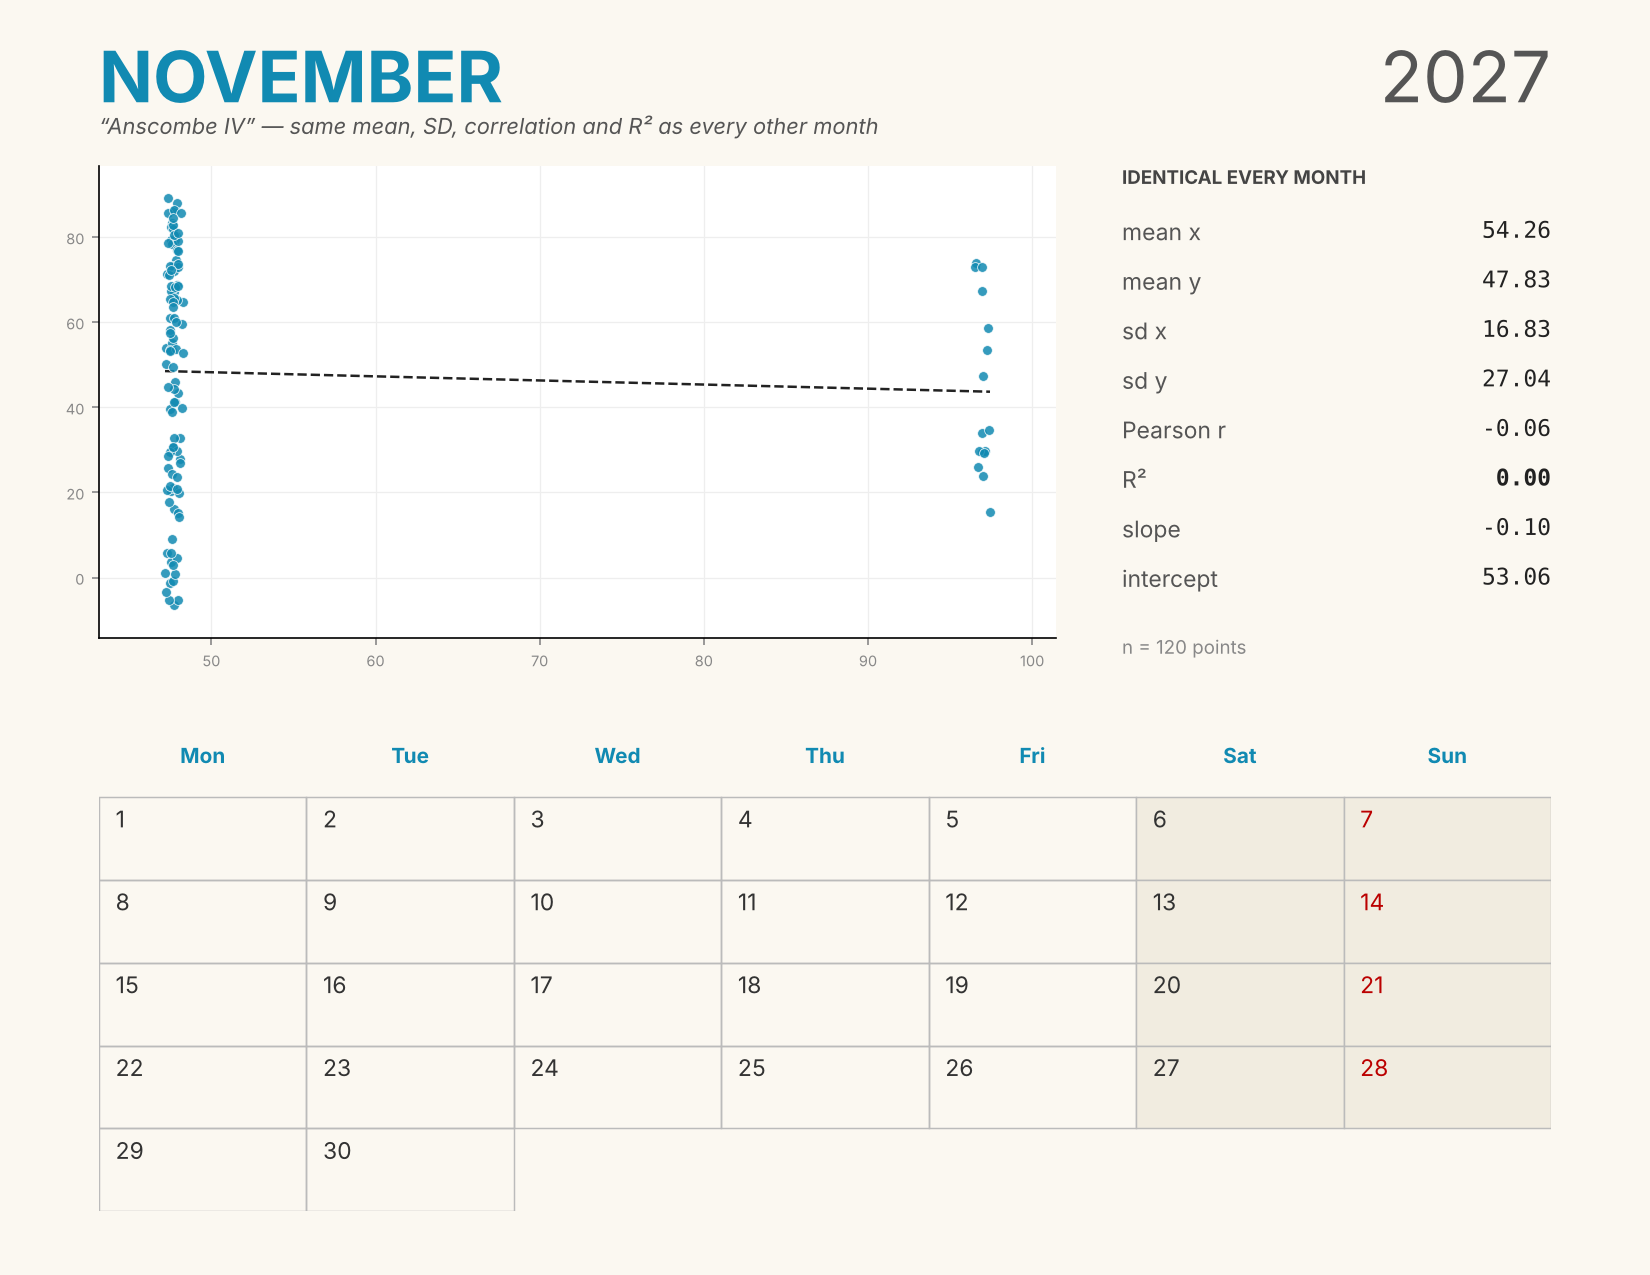 NOVEMBER 2027
“Anscombe IV” — same mean, SD, correlation and R² as every other month
80
60
40
20
0
50 60 70 80 90 100
IDENTICAL EVERY MONTH
mean x 54.26
mean y 47.83
sd x 16.83
sd y 27.04
Pearson r -0.06
R² 0.00
slope -0.10
intercept 53.06
n = 120 points
Mon Tue Wed Thu Fri Sat Sun
1 2 3 4 5 6 7
8 9 10 11 12 13 14
15 16 17 18 19 20 21
22 23 24 25 26 27 28
29 30